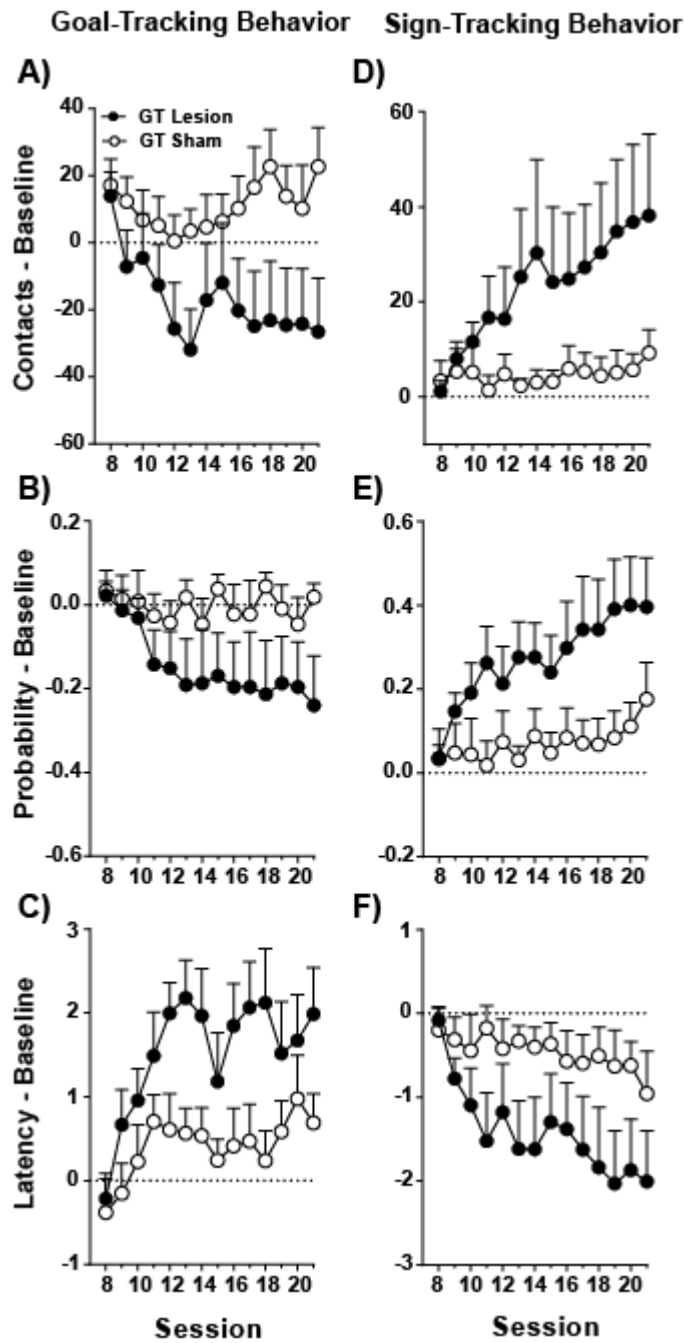 Goal-Tracking Behavior
Sign-Tracking Behavior
A)
D)
GT Lesion
GT Sham
Contacts - Baseline
40
20
0
-20
-40
-60
8 10 12 14 16 18 20
60
40
20
0
8 10 12 14 16 18 20
B)
E)
Probability - Baseline
0.2
0.0
-0.2
-0.4
-0.6
8 10 12 14 16 18 20
0.6
0.4
0.2
0.0
-0.2
8 10 12 14 16 18 20
C)
F)
Latency - Baseline
3
2
1
0
-1
8 10 12 14 16 18 20
1
0
-1
-2
-3
8 10 12 14 16 18 20
Session
Session